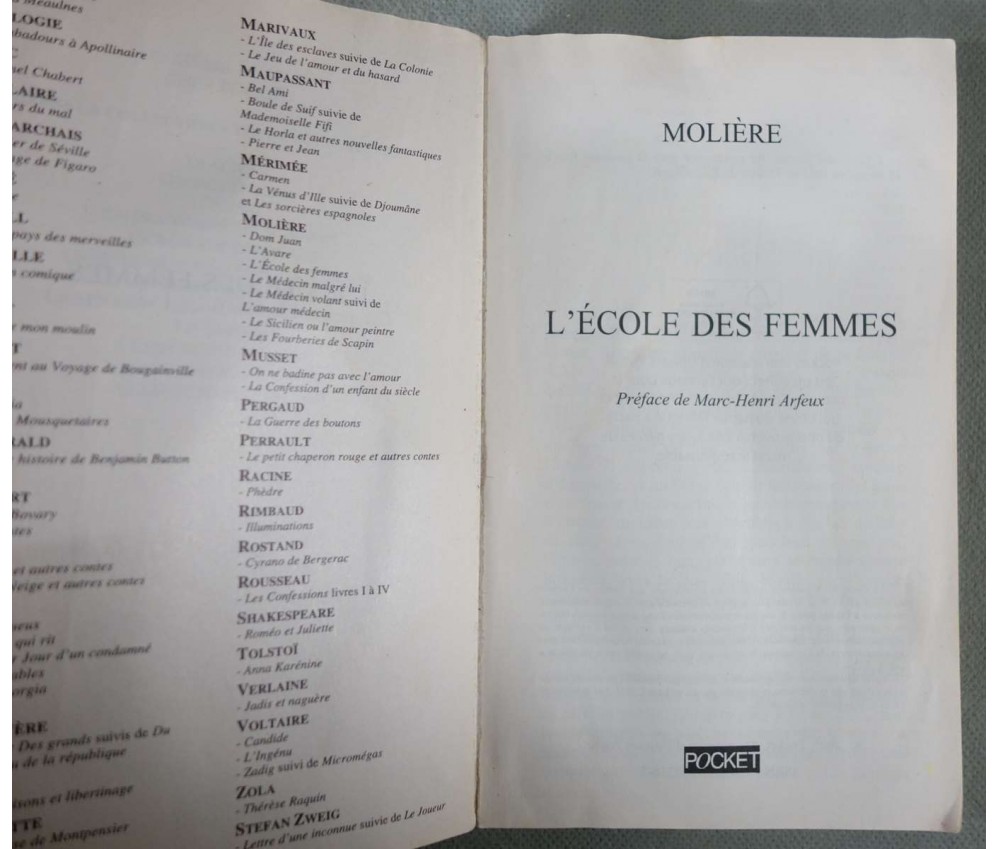 Meaulnes
LOGIE
badours à Apollinaire
nel Chabert
LAIRE
rs du mal
ARCHAIS
er de Séville
ge de Figaro
pays des merveilles
LLE
comique
e mon moulin
nt au Voyage de Bougainville
Mousquetaires
RALD
histoire de Benjamin Button
RT
Bovary
tes
et autres contes
Neige et autres contes
qui rit
r Jour d'un condamné
ables
orgia
ÈRE
Des grands suivis de Du
u de la république
isons et libertinage
TTE
se de Montpensier
MARIVAUX
- L'Île des esclaves suivie de La Colonie
- Le Jeu de l'amour et du hasard
MAUPASSANT
- Bel Ami
- Boule de Suif suivie de
Mademoiselle Fifi
- Le Horla et autres nouvelles fantastiques
- Pierre et Jean
MÉRIMÉE
- Carmen
- La Vénus d'Ille suivie de Djoumâne
et Les sorcières espagnoles
MOLIÈRE
- Dom Juan
- L'Avare
- L'École des femmes
- Le Médecin malgré lui
- Le Médecin volant suivi de
L'amour médecin
- Le Sicilien ou l'amour peintre
- Les Fourberies de Scapin
MUSSET
- On ne badine pas avec l'amour
- La Confession d'un enfant du siècle
PERGAUD
- La Guerre des boutons
PERRAULT
- Le petit chaperon rouge et autres contes
RACINE
- Phèdre
RIMBAUD
- Illuminations
ROSTAND
- Cyrano de Bergerac
ROUSSEAU
- Les Confessions livres I à IV
SHAKESPEARE
- Roméo et Juliette
TOLSTOÏ
- Anna Karénine
VERLAINE
- Jadis et naguère
VOLTAIRE
- Candide
- L'Ingénu
- Zadig suivi de Micromégas
ZOLA
- Thérèse Raquin
STEFAN ZWEIG
- Lettre d'une inconnue suivie de Le Joueur
MOLIÈRE
L'ÉCOLE DES FEMMES
Préface de Marc-Henri Arfeux
POCKET